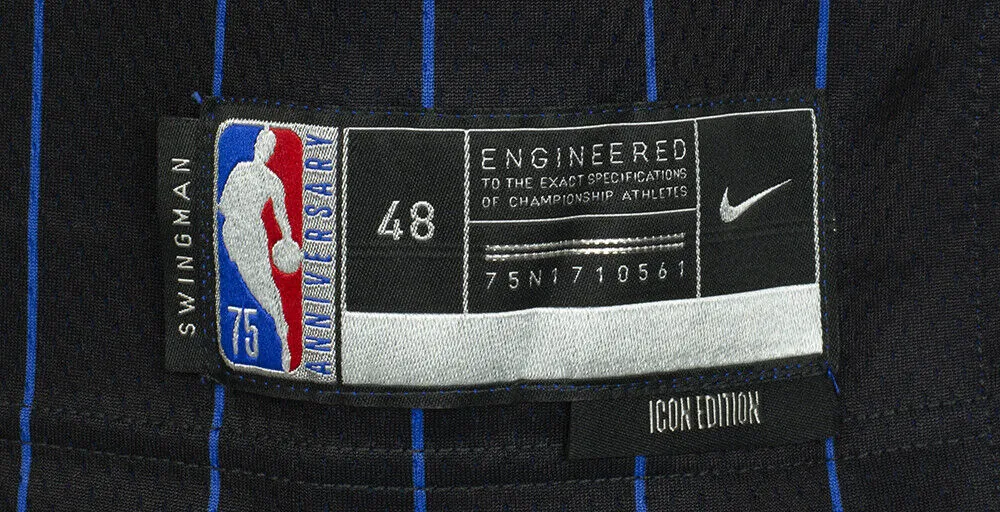 SWINGMAN
75
ANNIVERSARY
48
ENGINEERED
TO THE EXACT SPECIFICATIONS
OF CHAMPIONSHIP ATHLETES
75N1710561
ICON EDITION